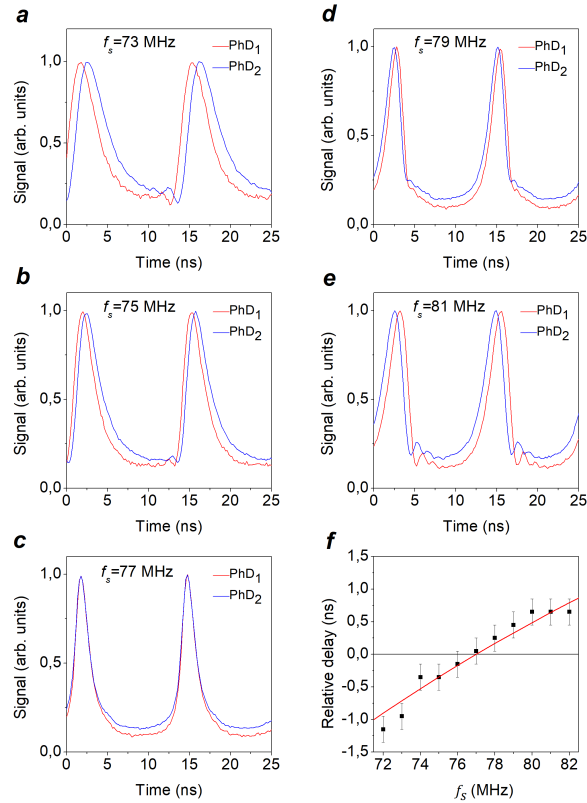 a
fs=73 MHz
PhD1
PhD2
Signal (arb. units)
1,0
0,5
0,0
0 5 10 15 20 25
Time (ns)
b
fs=75 MHz
PhD1
PhD2
Signal (arb. units)
1,0
0,5
0,0
0 5 10 15 20 25
Time (ns)
c
fs=77 MHz
PhD1
PhD2
Signal (arb. units)
1,0
0,5
0,0
0 5 10 15 20 25
Time (ns)
d
fs=79 MHz
PhD1
PhD2
Signal (arb. units)
1,0
0,5
0,0
0 5 10 15 20 25
Time (ns)
e
fs=81 MHz
PhD1
PhD2
Signal (arb. units)
1,0
0,5
0,0
0 5 10 15 20 25
Time (ns)
f
Relative delay (ns)
1,5
1,0
0,5
0,0
-0,5
-1,0
-1,5
72 74 76 78 80 82
fS (MHz)